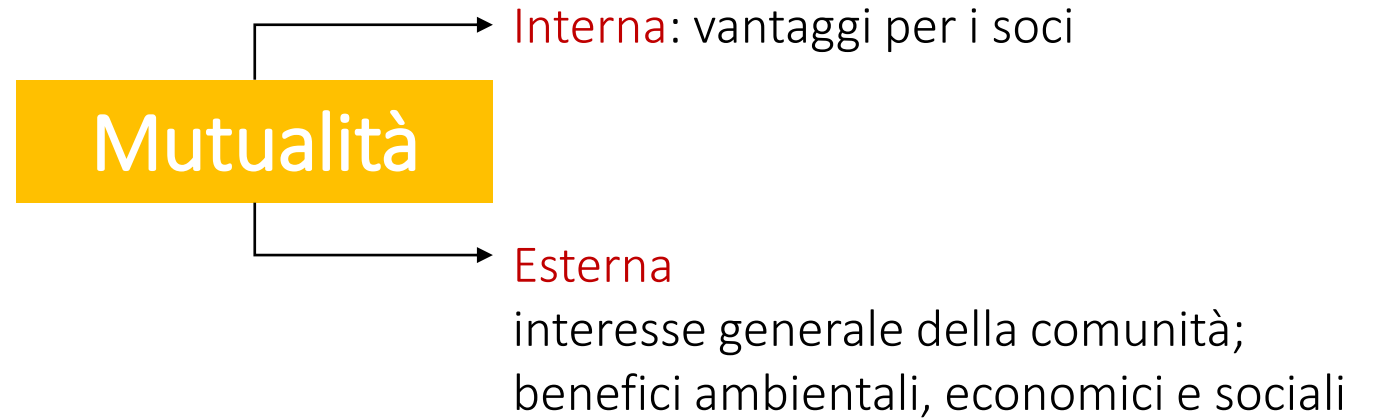 Interna: vantaggi per i soci
Mutualità
Esterna
interesse generale della comunità;
benefici ambientali, economici e sociali